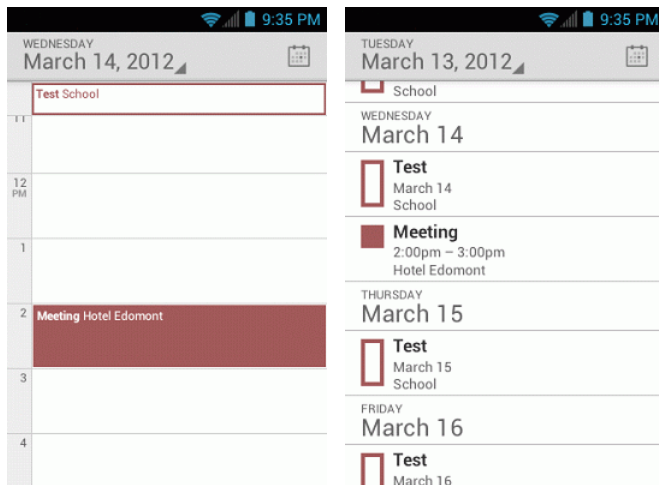 9:35 PM
WEDNESDAY
March 14, 2012
Test School
11
12
PM
1
2
Meeting Hotel Edomont
3
4
9:35 PM
TUESDAY
March 13, 2012
School
WEDNESDAY
March 14
Test
March 14
School
Meeting
2:00pm – 3:00pm
Hotel Edomont
THURSDAY
March 15
Test
March 15
School
FRIDAY
March 16
Test
March 16